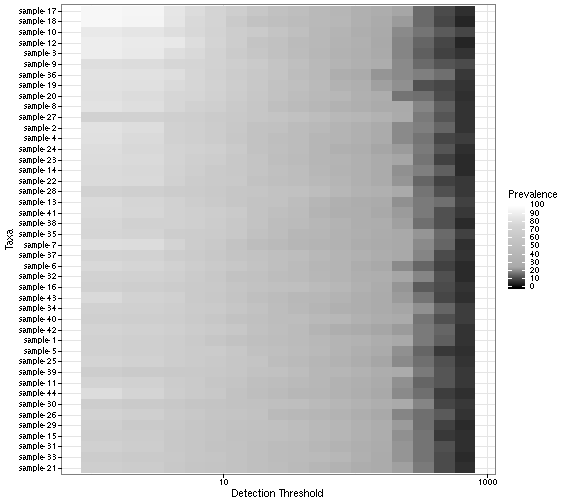 sample-17
sample-18
sample-10
sample-12
sample-3
sample-9
sample-36
sample-19
sample-20
sample-8
sample-27
sample-2
sample-4
sample-24
sample-23
sample-14
sample-22
sample-28
sample-13
sample-41
sample-38
sample-35
sample-7
sample-37
sample-6
sample-32
sample-16
sample-43
sample-34
sample-40
sample-42
sample-1
sample-5
sample-25
sample-39
sample-11
sample-44
sample-30
sample-26
sample-29
sample-15
sample-31
sample-33
sample-21
Taxa
10
1000
Detection Threshold
Prevalence
100
90
80
70
60
50
40
30
20
10
0